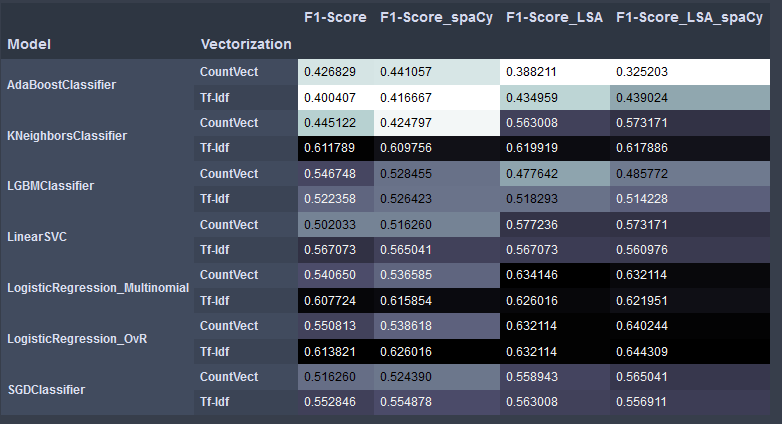 F1-Score F1-Score_spaCy F1-Score_LSA F1-Score_LSA_spaCy
Model Vectorization
AdaBoostClassifier CountVect 0.426829 0.441057 0.388211 0.325203
Tf-Idf 0.400407 0.416667 0.434959 0.439024
KNeighborsClassifier CountVect 0.445122 0.424797 0.563008 0.573171
Tf-Idf 0.611789 0.609756 0.619919 0.617886
LGBMClassifier CountVect 0.546748 0.528455 0.477642 0.485772
Tf-Idf 0.522358 0.526423 0.518293 0.514228
LinearSVC CountVect 0.502033 0.516260 0.577236 0.573171
Tf-Idf 0.567073 0.565041 0.567073 0.560976
LogisticRegression_Multinomial CountVect 0.540650 0.536585 0.634146 0.632114
Tf-Idf 0.607724 0.615854 0.626016 0.621951
LogisticRegression_OvR CountVect 0.550813 0.538618 0.632114 0.640244
Tf-Idf 0.613821 0.626016 0.632114 0.644309
SGDClassifier CountVect 0.516260 0.524390 0.558943 0.565041
Tf-Idf 0.552846 0.554878 0.563008 0.556911